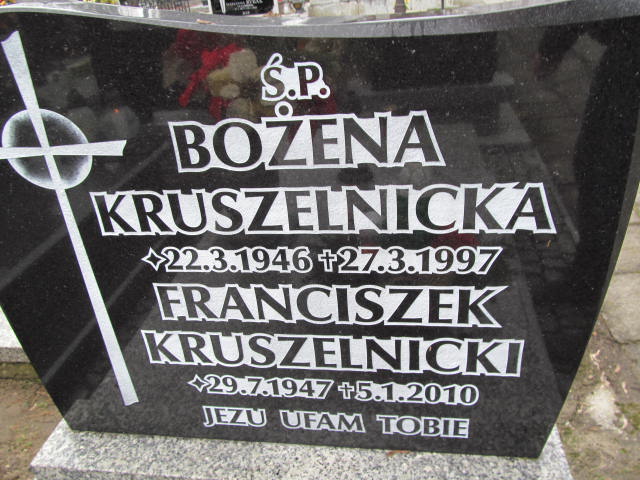 Ś.P.
BOŻENA
KRUSZELNICKA
✦22.3.1946 ✝27.3.1997
FRANCISZEK
KRUSZELNICKI
✦29.7.1947 ✝5.1.2010
JEZU UFAM TOBIE